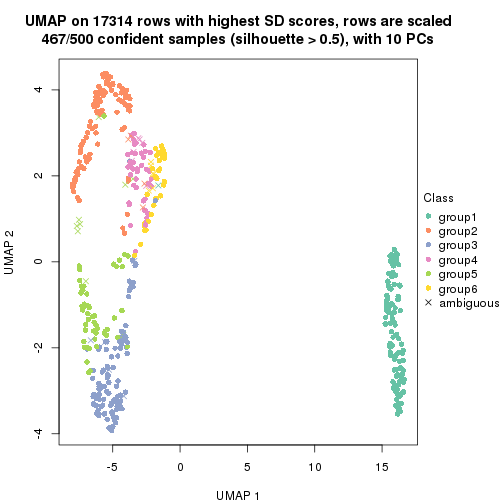 UMAP on 17314 rows with highest SD scores, rows are scaled
467/500 confident samples (silhouette > 0.5), with 10 PCs
4
2
0
-2
-4
UMAP 2
-5
0
5
10
15
UMAP 1
Class
group1
group2
group3
group4
group5
group6
ambiguous